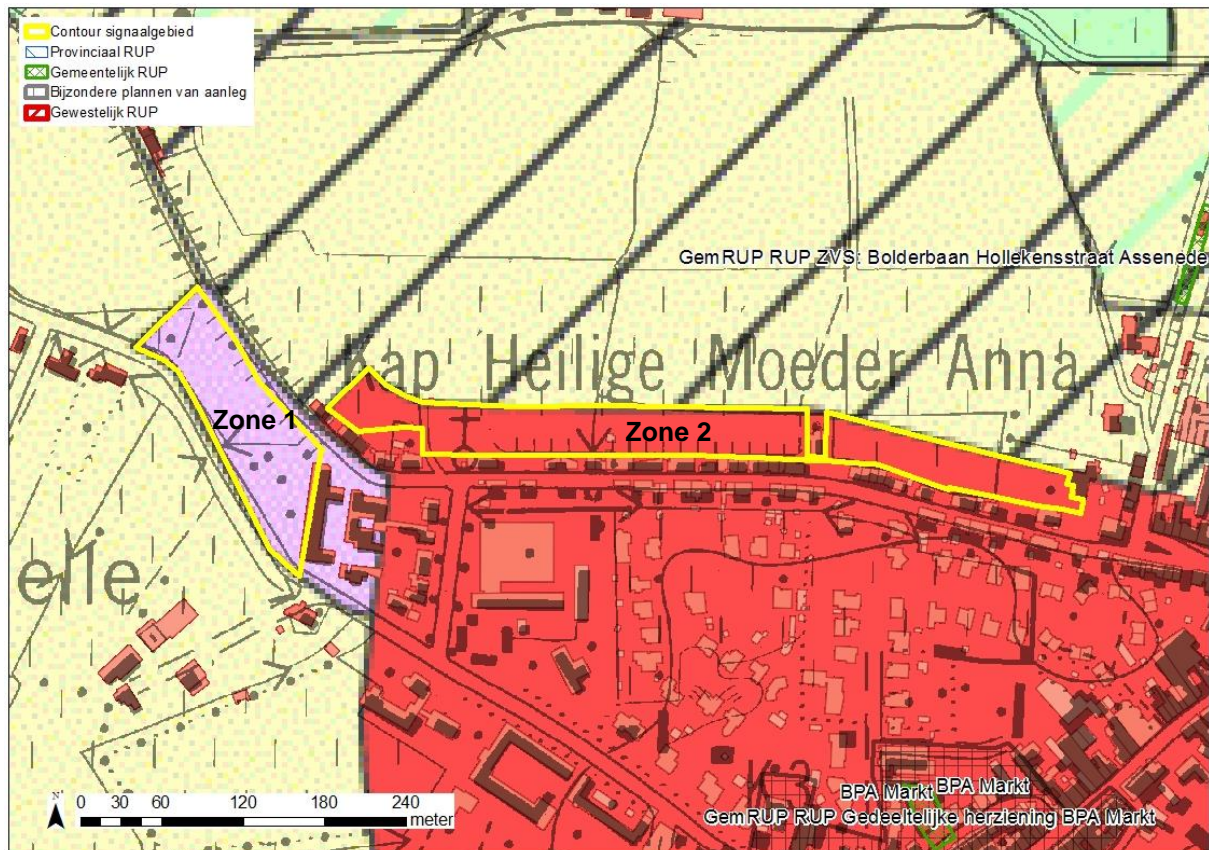 Contour signaalgebied
Provinciaal RUP
Gemeentelijk RUP
Bijzondere plannen van aanleg
Gewestelijk RUP
GemRUP RUP ZVS: Bolderbaan Hollekensstraat Assenede
Kap Heilige Moeder Anna
Zone 1
Zone 2
elle
BPA Markt BPA Markt
GemRUP RUP Gedeeltelijke herziening BPA Markt
N
0 30 60 120 180 240
meter